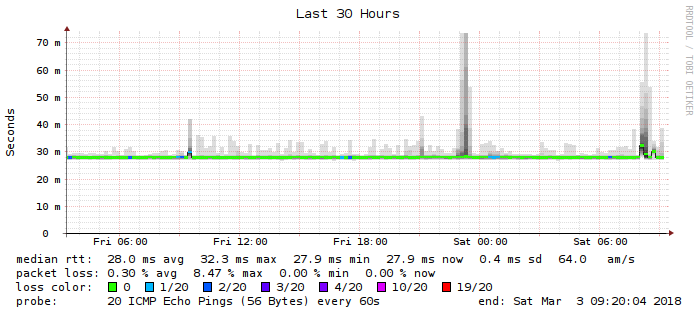 Last 30 Hours
RRDTOOL / TOBI OETIKER
Seconds
70 m
60 m
50 m
40 m
30 m
20 m
10 m
0
Fri 06:00 Fri 12:00 Fri 18:00 Sat 00:00 Sat 06:00
median rtt: 28.0 ms avg 32.3 ms max 27.9 ms min 27.9 ms now 0.4 ms sd 64.0 am/s
packet loss: 0.30 % avg 8.47 % max 0.00 % min 0.00 % now
loss color: 0 1/20 2/20 3/20 4/20 10/20 19/20
probe: 20 ICMP Echo Pings (56 Bytes) every 60s end: Sat Mar 3 09:20:04 2018